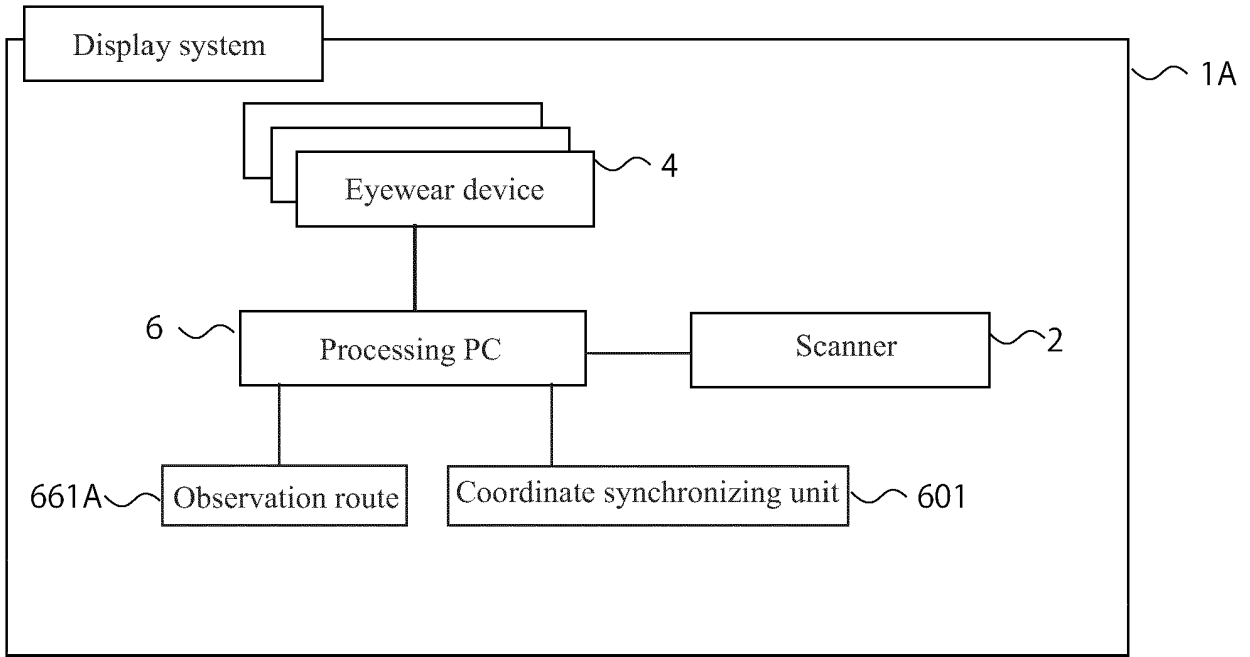 Display system
1A
4
Eyewear device
6
Processing PC
Scanner
2
661A
Observation route
Coordinate synchronizing unit
601